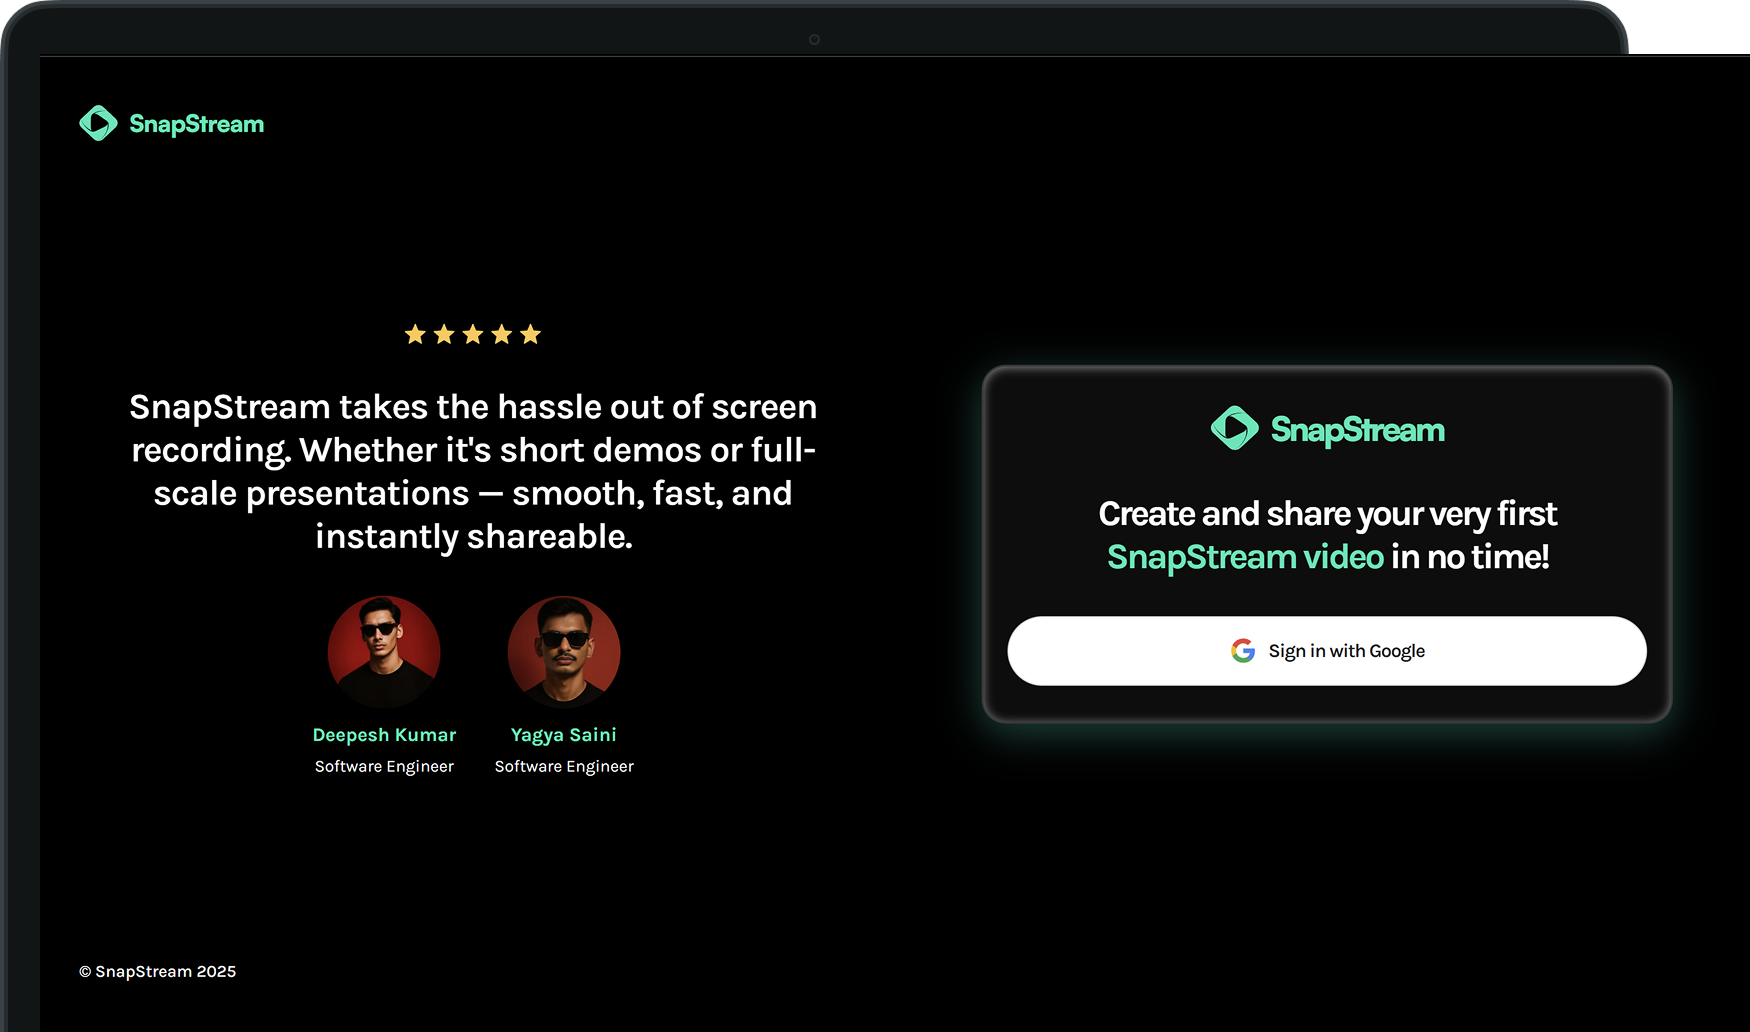 SnapStream
SnapStream takes the hassle out of screen
recording. Whether it's short demos or full-
scale presentations — smooth, fast, and
instantly shareable.
Deepesh Kumar
Software Engineer
Yagya Saini
Software Engineer
© SnapStream 2025
SnapStream
Create and share your very first
SnapStream video in no time!
Sign in with Google